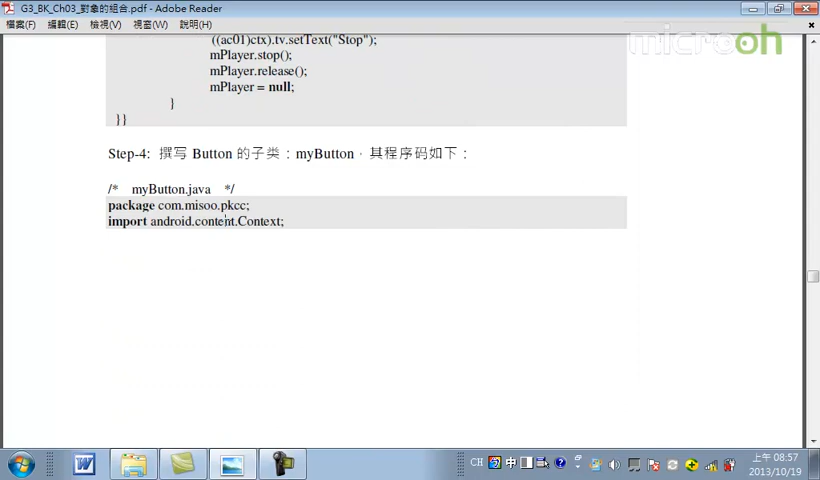 G3_BK_Ch03_對象的組合.pdf - Adobe Reader
檔案(F) 編輯(E) 檢視(V) 視窗(W) 說明(H)
microoh
((ac01)ctx).tv.setText("Stop");
mPlayer.stop();
mPlayer.release();
mPlayer = null;
}
}}
Step-4: 撰写 Button 的子类：myButton，其程序码如下：
/* myButton.java */
package com.misoo.pkcc;
import android.content.Context;
CH 中
上午 08:57
2013/10/19